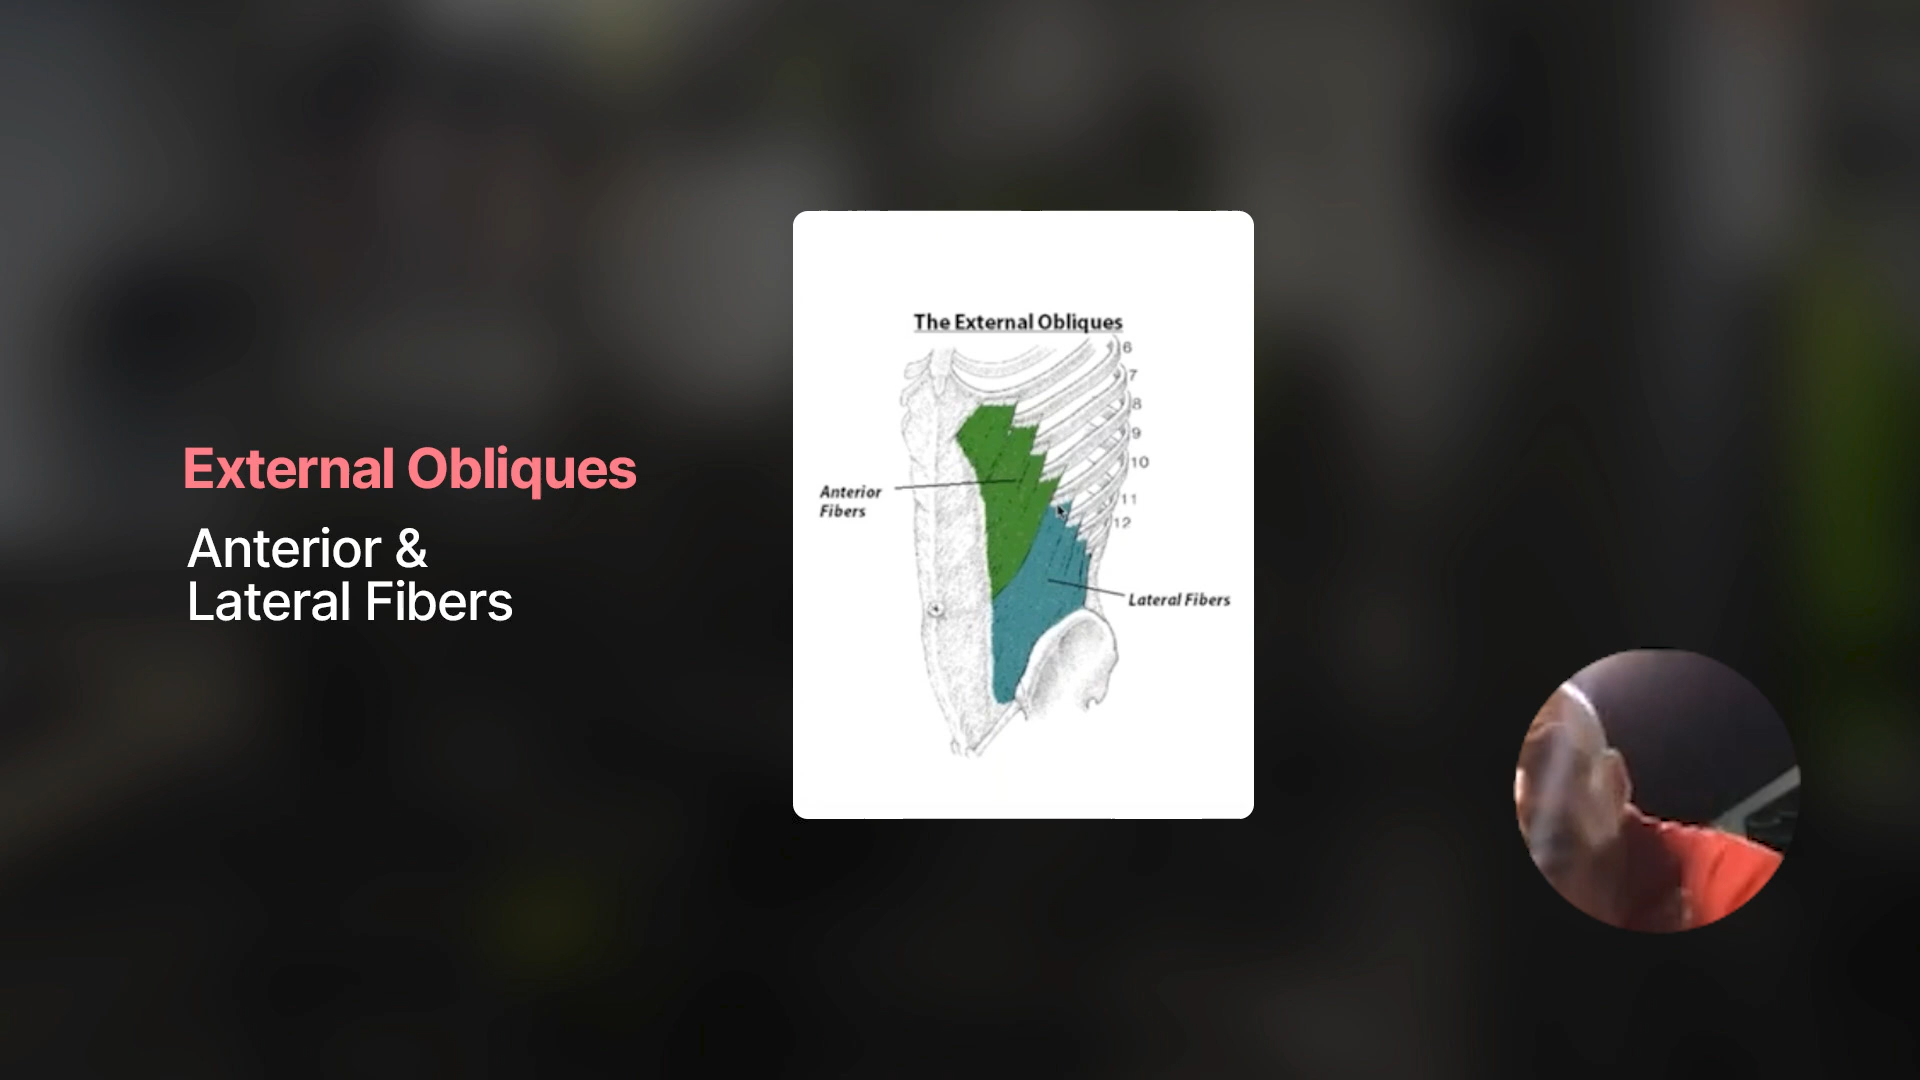 External Obliques
Anterior &
Lateral Fibers
The External Obliques
6
7
8
9
10
11
12
Anterior
Fibers
Lateral Fibers